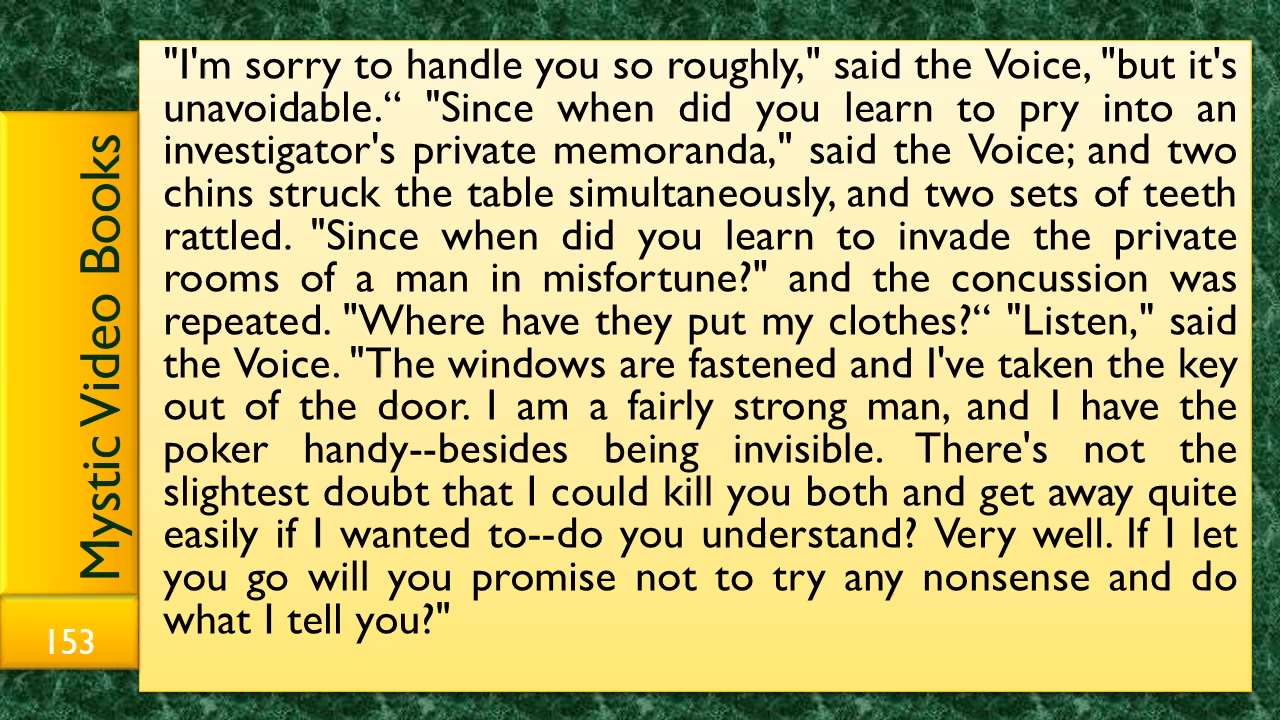 "I'm sorry to handle you so roughly," said the Voice, "but it's
unavoidable.“ "Since when did you learn to pry into an
investigator's private memoranda," said the Voice; and two
chins struck the table simultaneously, and two sets of teeth
rattled. "Since when did you learn to invade the private
rooms of a man in misfortune?" and the concussion was
repeated. "Where have they put my clothes?“ "Listen," said
the Voice. "The windows are fastened and I've taken the key
out of the door. I am a fairly strong man, and I have the
poker handy--besides being invisible. There's not the
slightest doubt that I could kill you both and get away quite
easily if I wanted to--do you understand? Very well. If I let
you go will you promise not to try any nonsense and do
what I tell you?"
Mystic Video Books
153